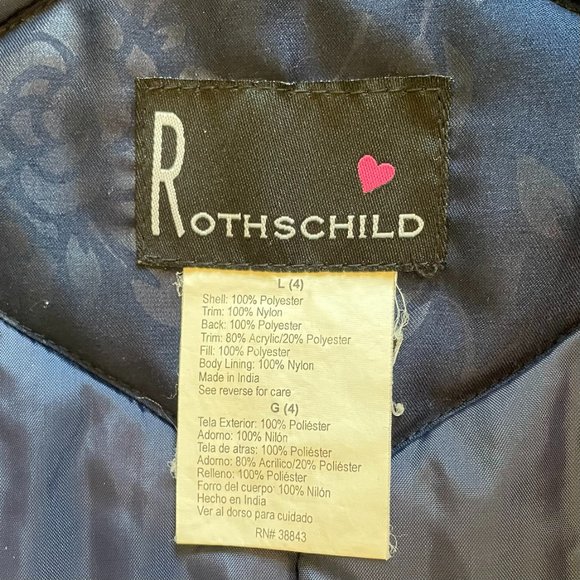 ROTHSCHILD
L (4)
Shell: 100% Polyester
Trim: 100% Nylon
Back: 100% Polyester
Trim: 80% Acrylic/20% Polyester
Fill: 100% Polyester
Body Lining: 100% Nylon
Made in India
See reverse for care
G (4)
Tela Exterior: 100% Poliéster
Adorno: 100% Nilón
Tela de atras: 100% Poliéster
Adorno: 80% Acrilico/20% Poliéster
Relleno: 100% Poliéster
Forro del cuerpo: 100% Nilón
Hecho en India
Ver al dorso para cuidado
RN# 38843